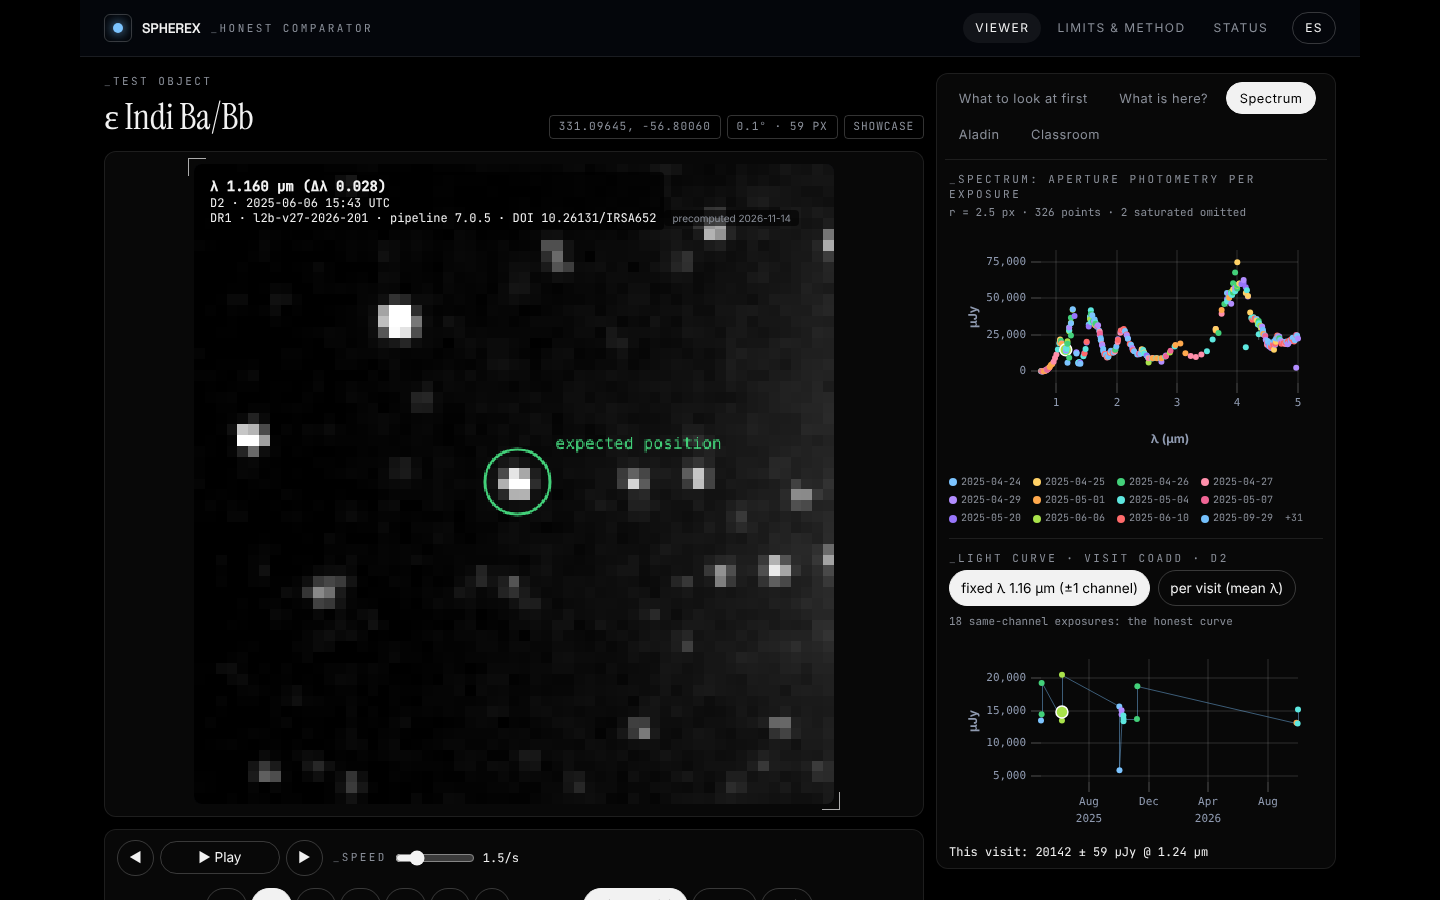 SPHEREX _HONEST COMPARATOR
VIEWER
LIMITS & METHOD
STATUS
ES
_TEST OBJECT
ε Indi Ba/Bb
331.09645, -56.80060
0.1° · 59 PX
SHOWCASE
λ 1.160 µm (Δλ 0.028)
D2 · 2025-06-06 15:43 UTC
DR1 · l2b-v27-2026-201 · pipeline 7.0.5 · DOI 10.26131/IRSA652
precomputed 2026-11-14
expected position
◀
▶ Play
▶
_SPEED
1.5/s
What to look at first
What is here?
Spectrum
Aladin
Classroom
_SPECTRUM: APERTURE PHOTOMETRY PER
EXPOSURE
r = 2.5 px · 326 points · 2 saturated omitted
75,000
50,000
25,000
0
µJy
1 2 3 4 5
λ (µm)
2025-04-24 2025-04-25 2025-04-26 2025-04-27
2025-04-29 2025-05-01 2025-05-04 2025-05-07
2025-05-20 2025-06-06 2025-06-10 2025-09-29 +31
_LIGHT CURVE · VISIT COADD · D2
fixed λ 1.16 µm (±1 channel)
per visit (mean λ)
18 same-channel exposures: the honest curve
20,000
15,000
10,000
5,000
µJy
Aug Dec Apr Aug
2025 2026
This visit: 20142 ± 59 µJy @ 1.24 µm